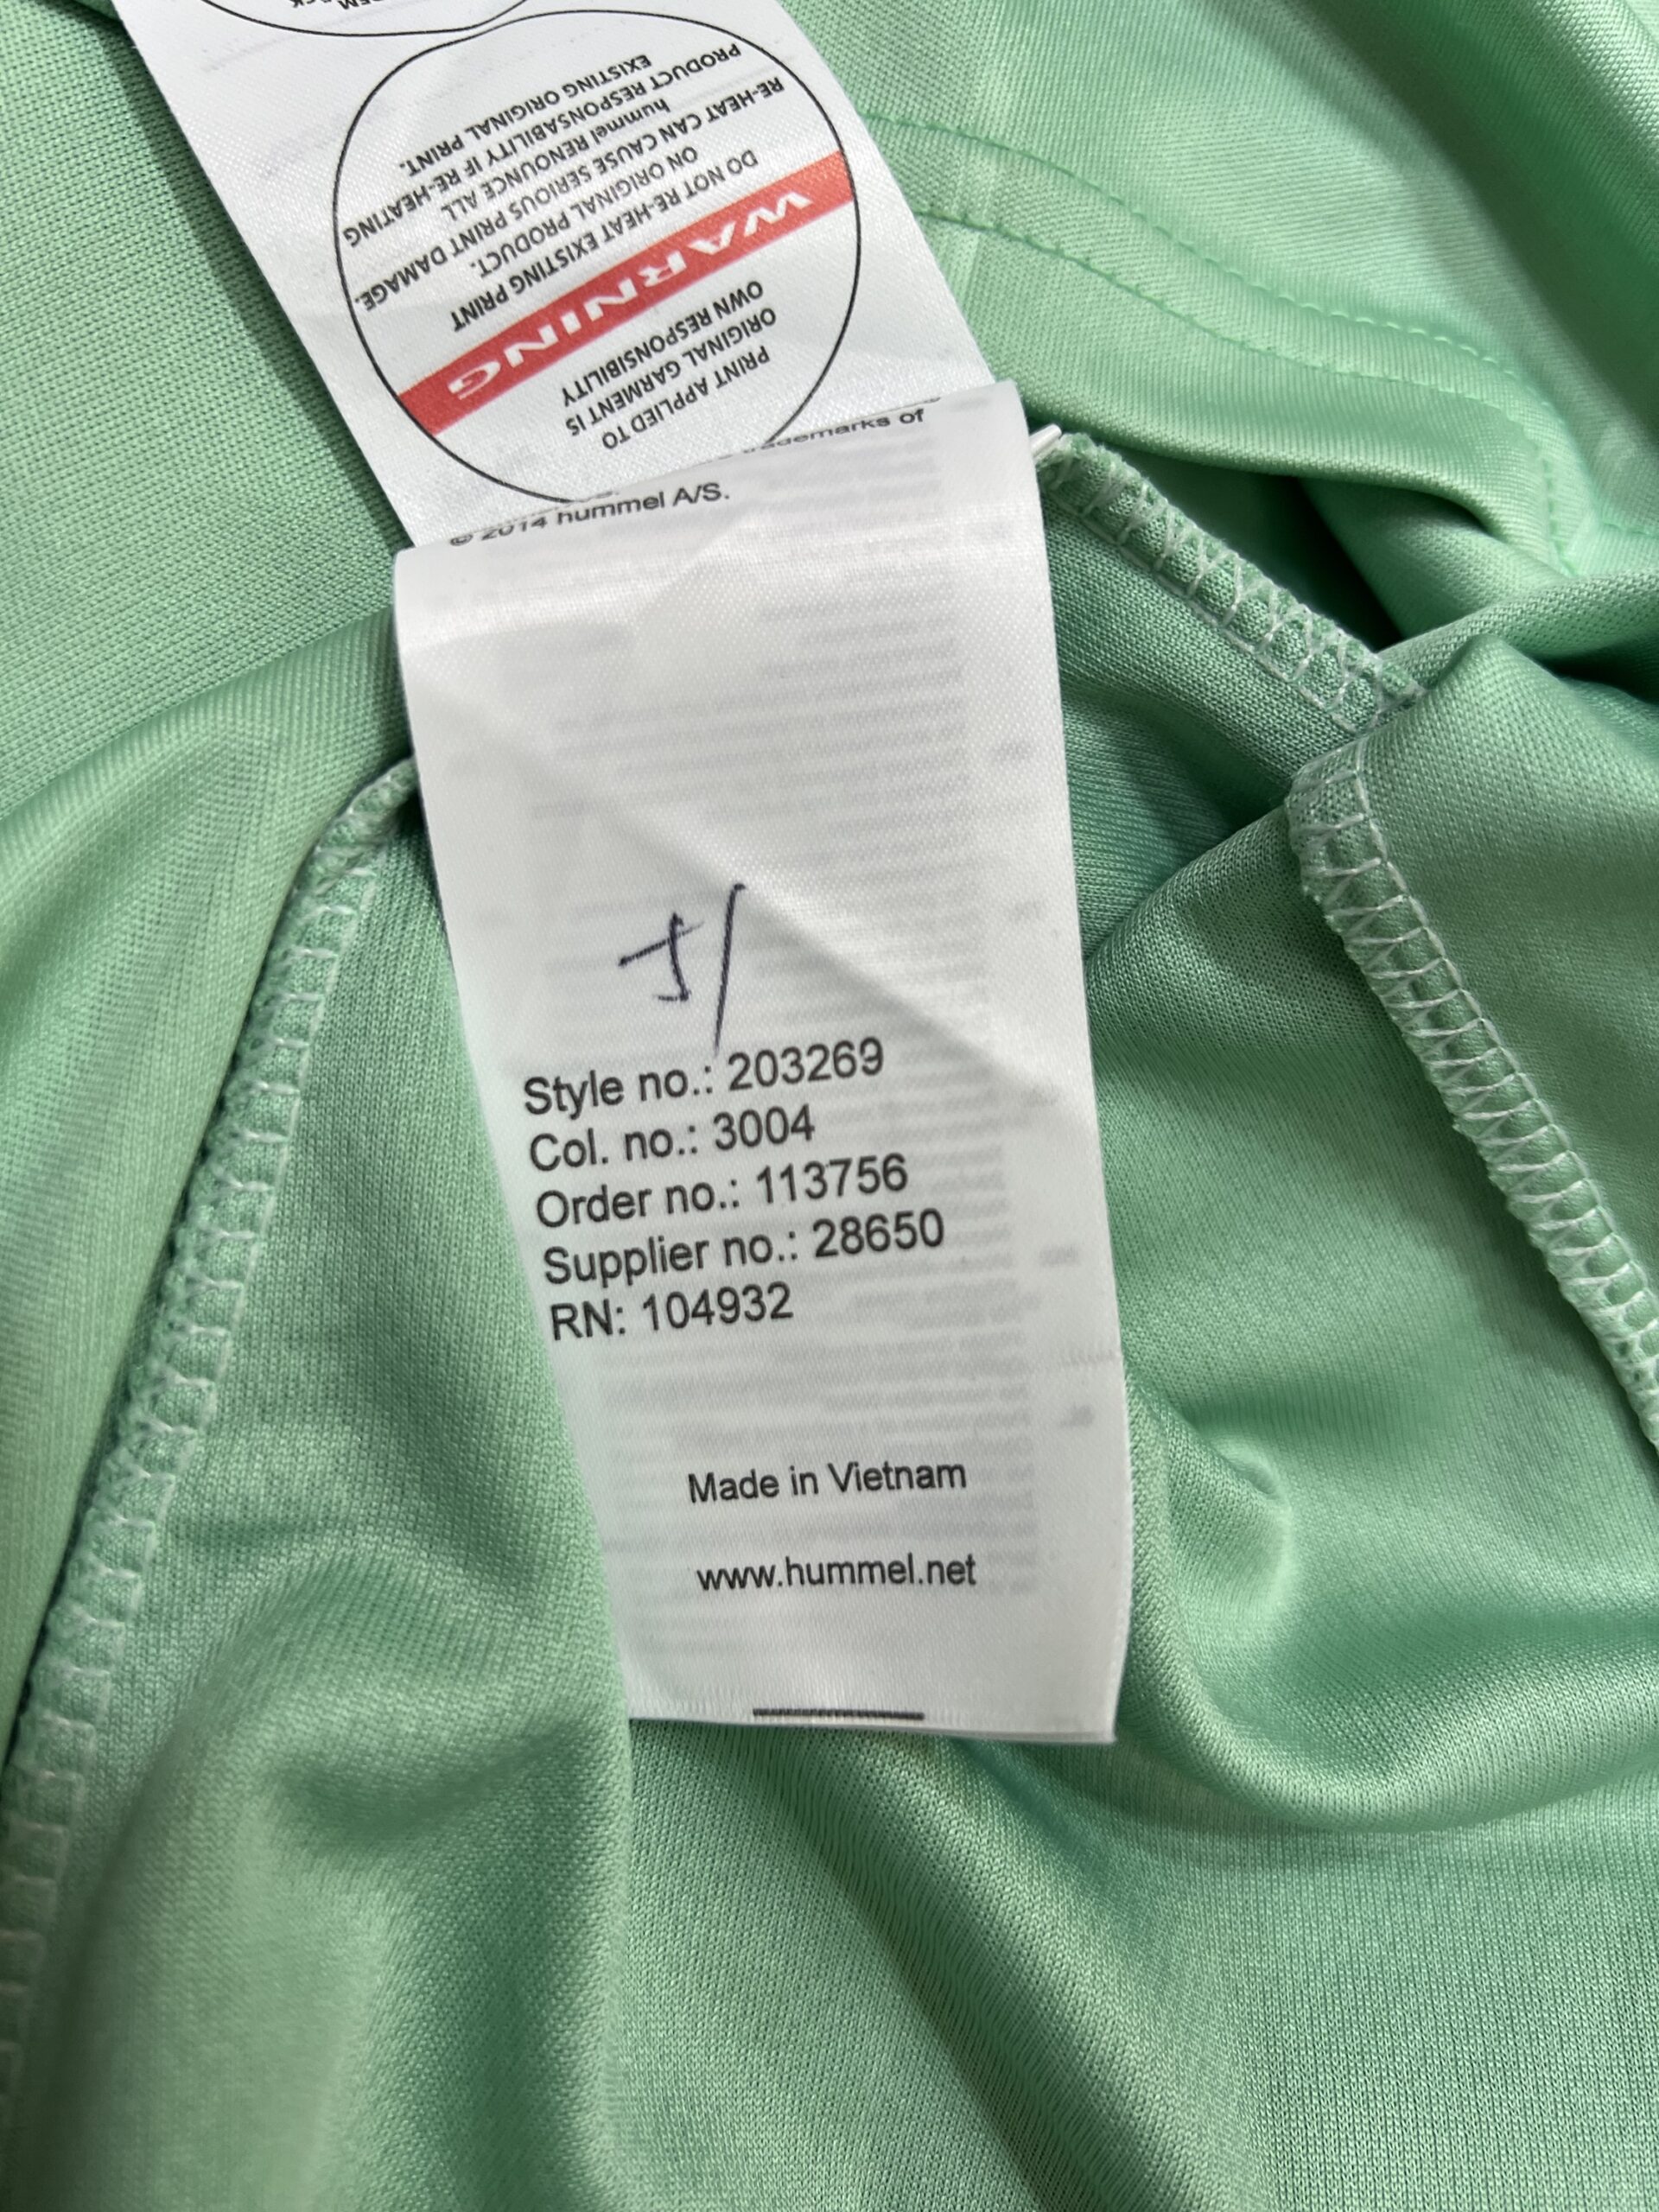 PRINT APPLIED TO
ORIGINAL GARMENT IS
OWN RESPONSIBILITY
WARNING
DO NOT RE-HEAT EXISTING PRINT
ON ORIGINAL PRODUCT.
RE-HEAT CAN CAUSE SERIOUS PRINT DAMAGE.
hummel RENOUNCE ALL
PRODUCT RESPONSABILITY IF RE-HEATING
EXISTING ORIGINAL PRINT.
of
© 2014 hummel A/S.
Style no.: 203269
Col. no.: 3004
Order no.: 113756
Supplier no.: 28650
RN: 104932
Made in Vietnam
www.hummel.net